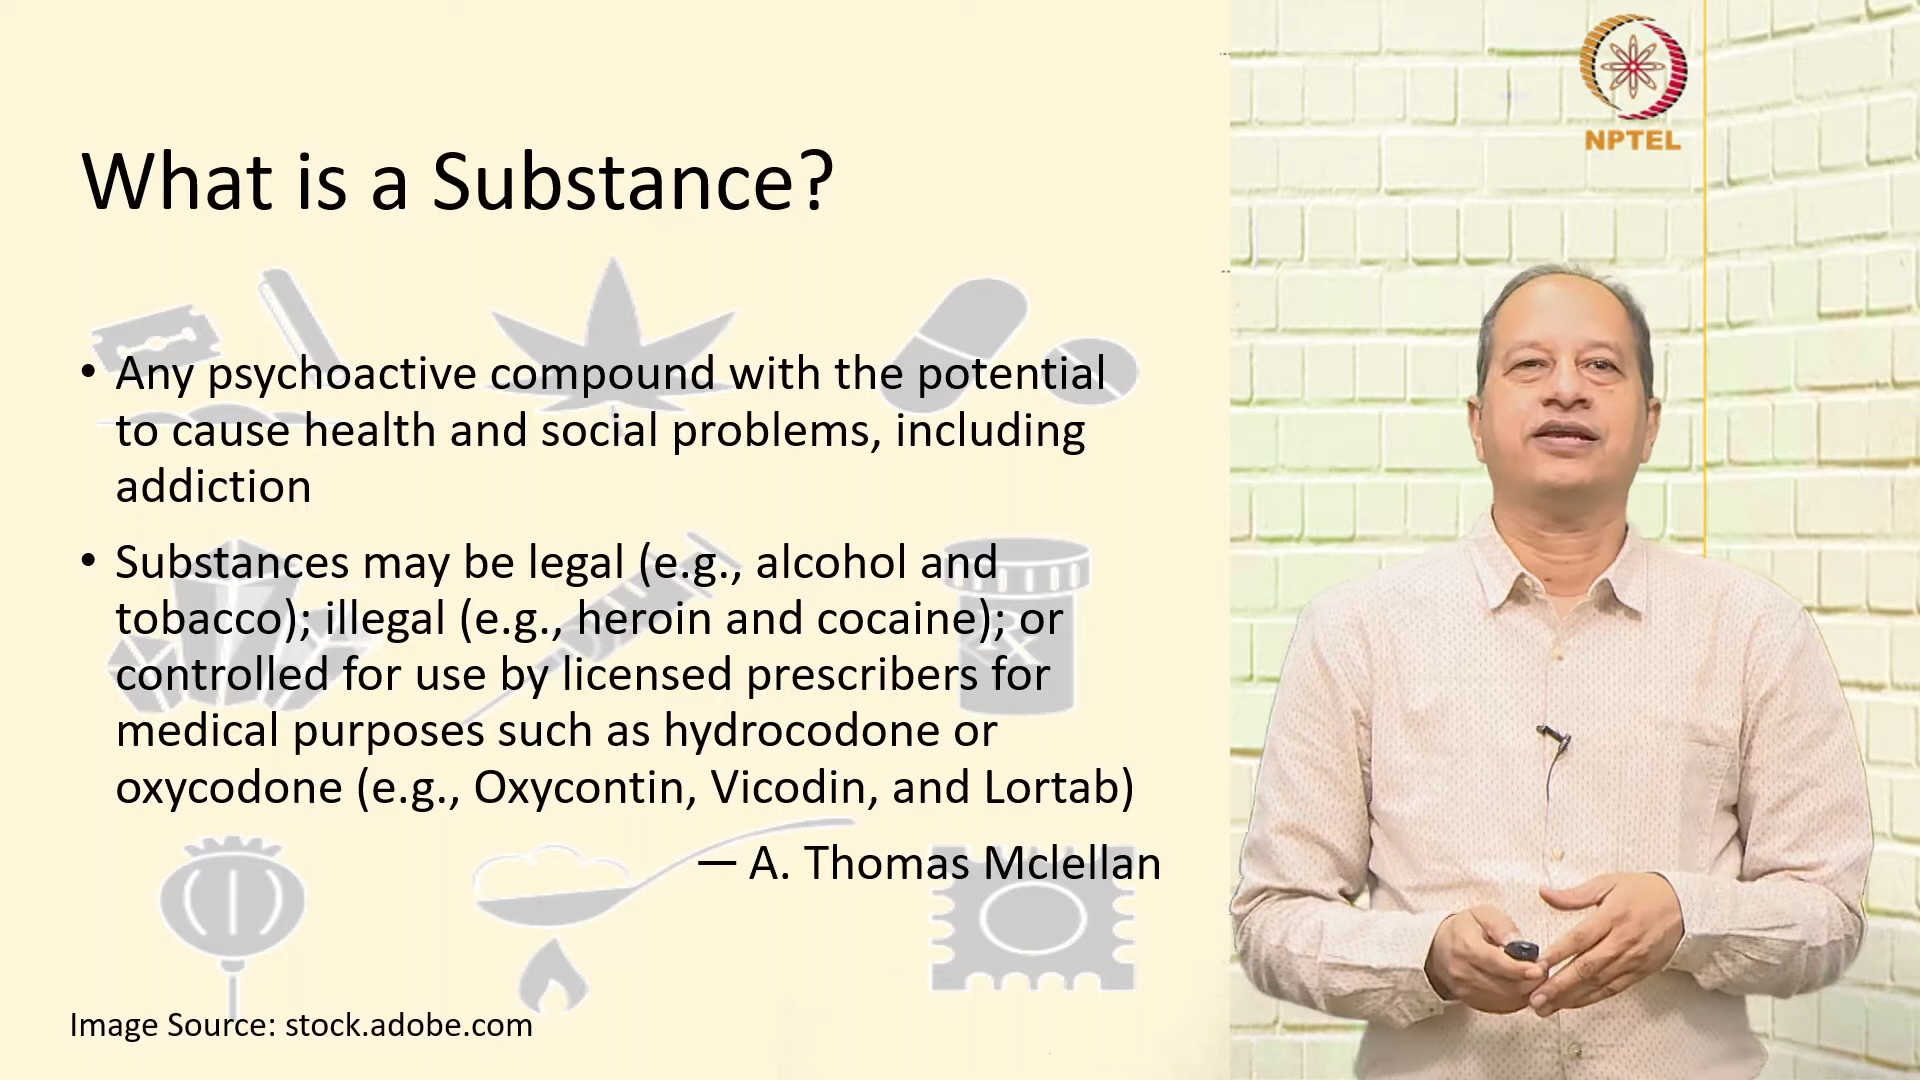 NPTEL
What is a Substance?
• Any psychoactive compound with the potential
to cause health and social problems, including
addiction
• Substances may be legal (e.g., alcohol and
tobacco); illegal (e.g., heroin and cocaine); or
controlled for use by licensed prescribers for
medical purposes such as hydrocodone or
oxycodone (e.g., Oxycontin, Vicodin, and Lortab)
— A. Thomas Mclellan
Rx
Image Source: stock.adobe.com